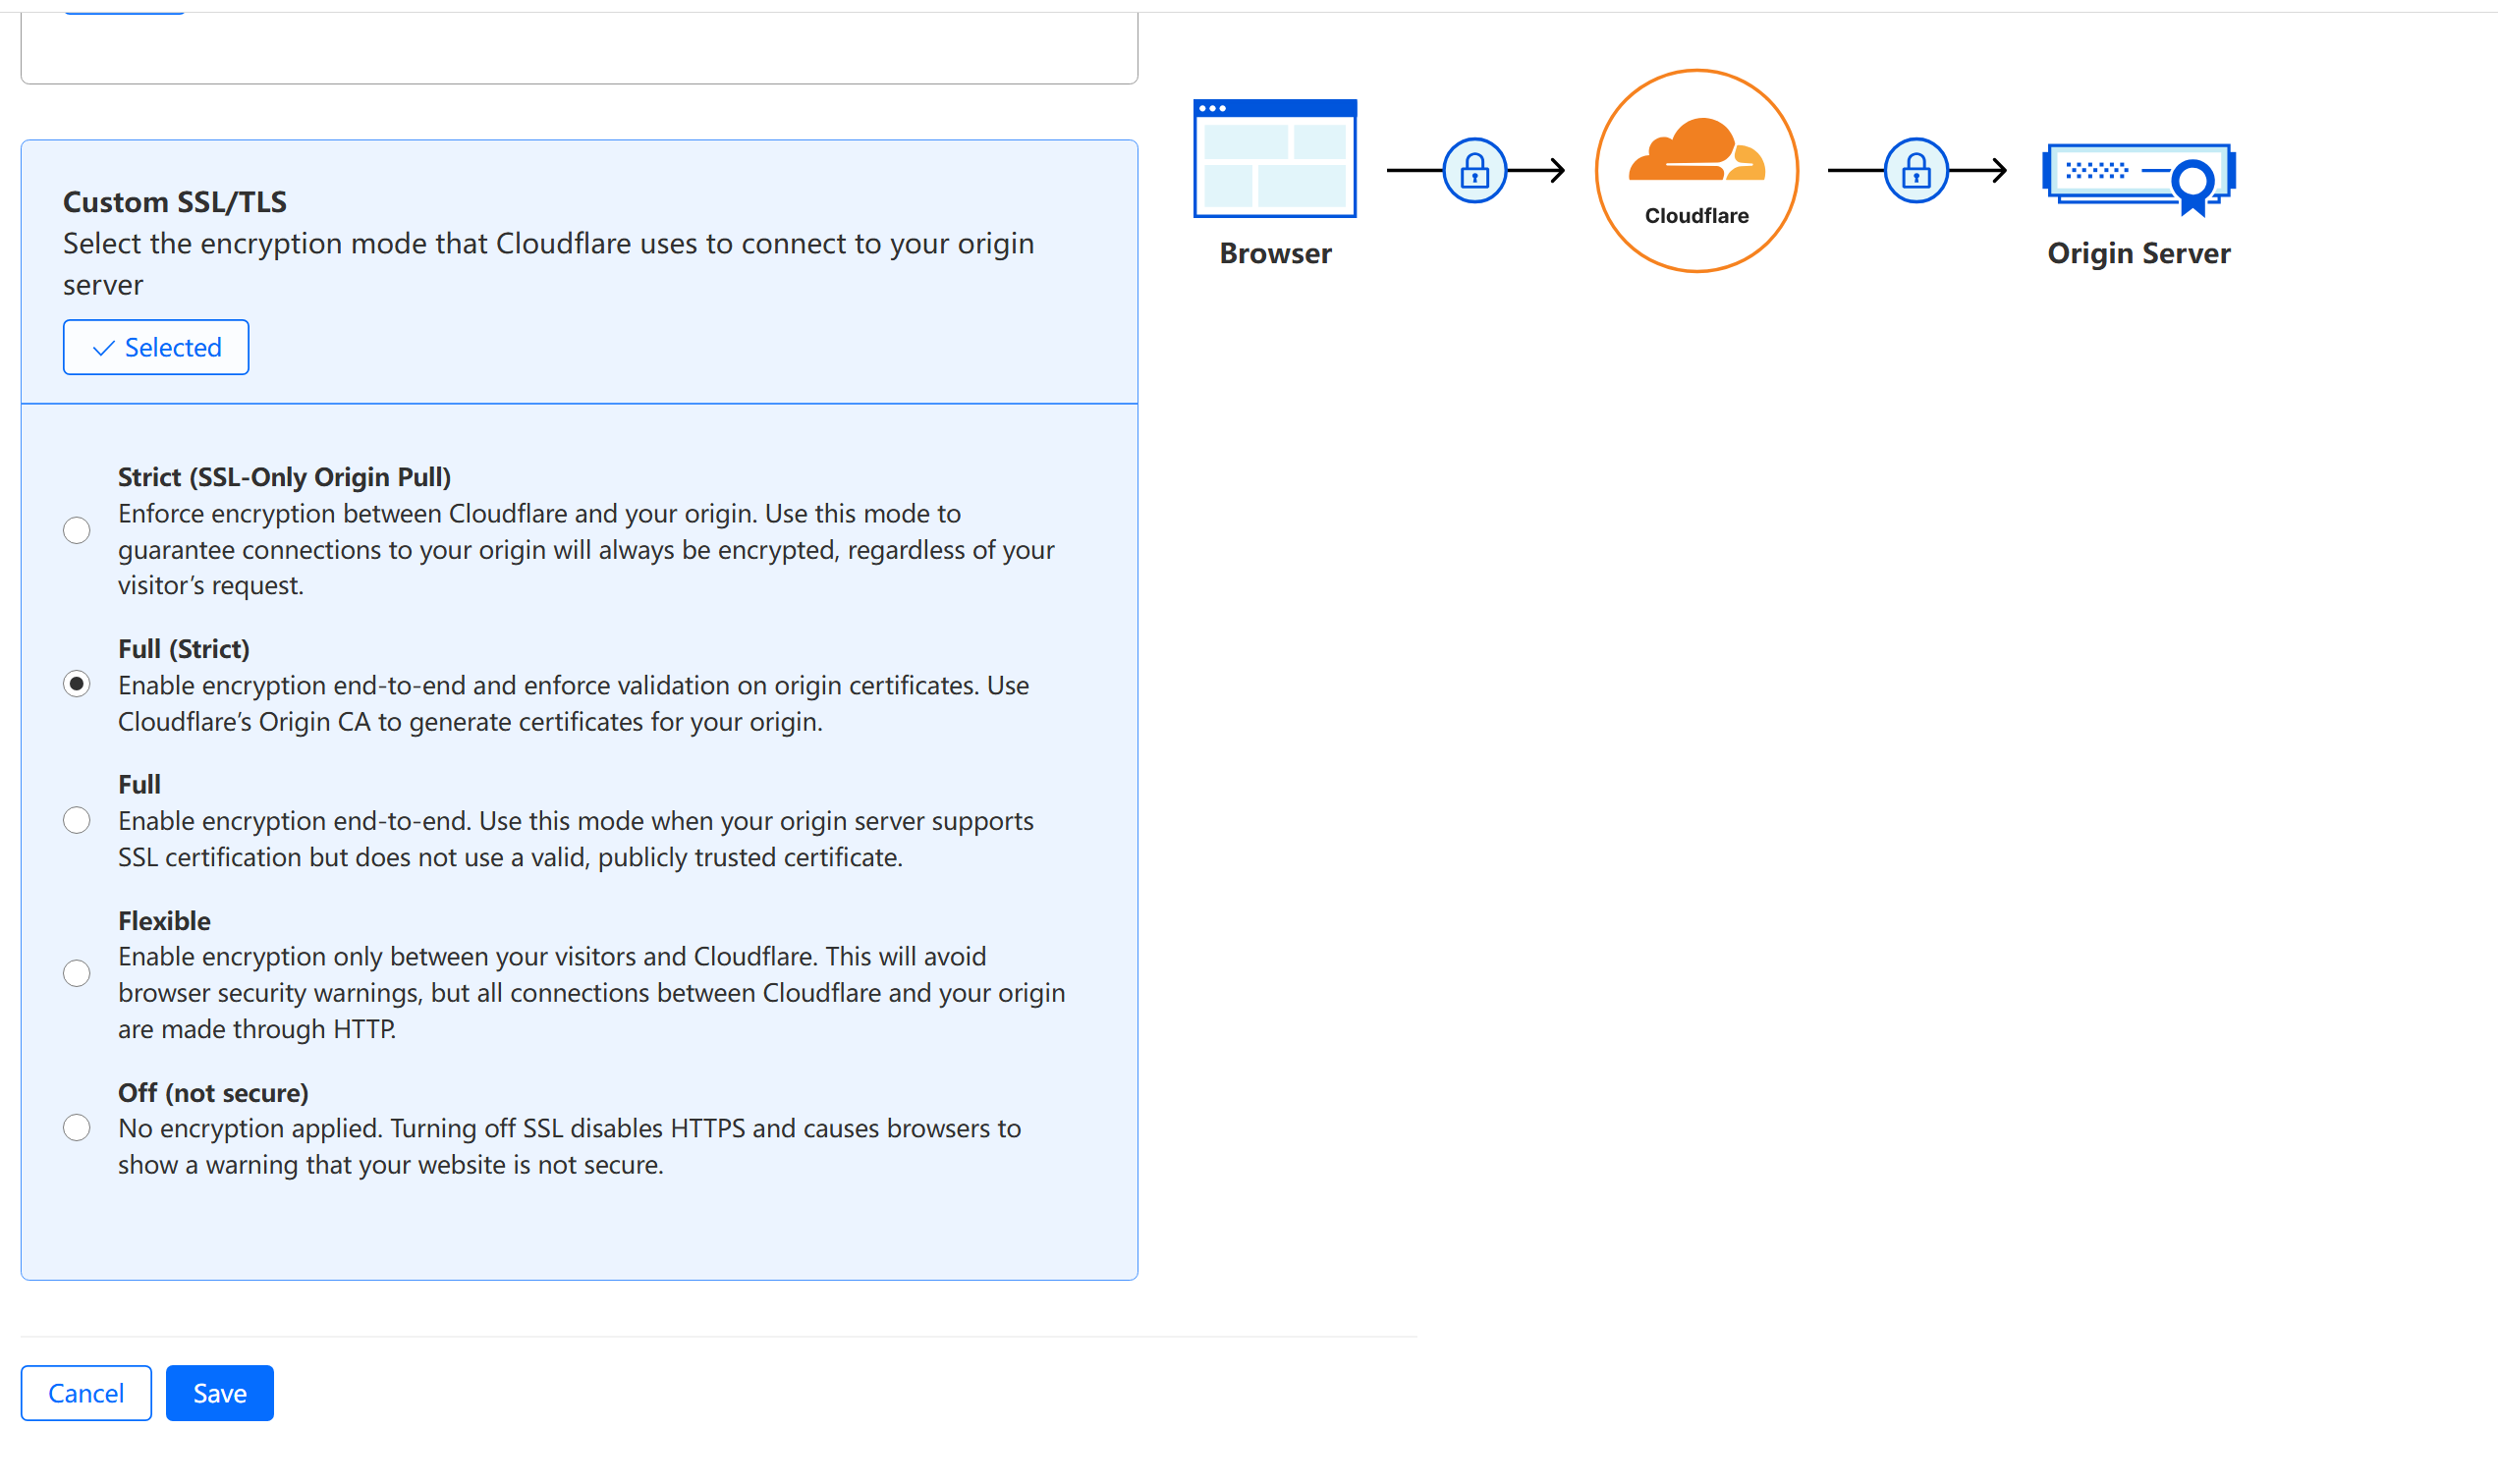 Custom SSL/TLS
Select the encryption mode that Cloudflare uses to connect to your origin
server
Selected
Strict (SSL-Only Origin Pull)
Enforce encryption between Cloudflare and your origin. Use this mode to
guarantee connections to your origin will always be encrypted, regardless of your
visitor’s request.
Full (Strict)
Enable encryption end-to-end and enforce validation on origin certificates. Use
Cloudflare’s Origin CA to generate certificates for your origin.
Full
Enable encryption end-to-end. Use this mode when your origin server supports
SSL certification but does not use a valid, publicly trusted certificate.
Flexible
Enable encryption only between your visitors and Cloudflare. This will avoid
browser security warnings, but all connections between Cloudflare and your origin
are made through HTTP.
Off (not secure)
No encryption applied. Turning off SSL disables HTTPS and causes browsers to
show a warning that your website is not secure.
Cancel
Save
Browser
Cloudflare
Origin Server